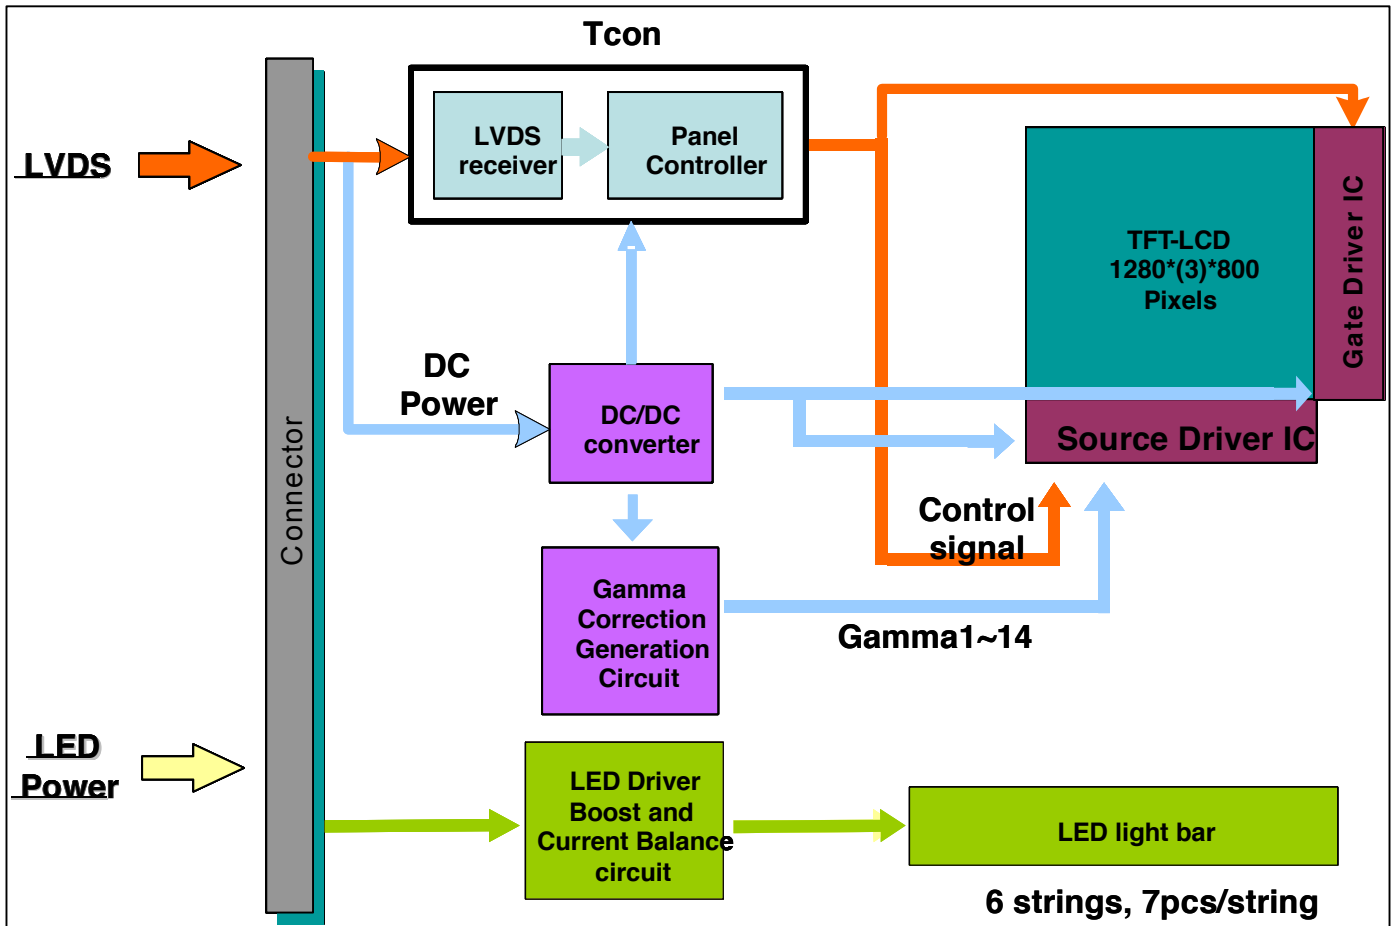 Tcon
LVDS
LVDS
receiver
Panel
Controller
TFT-LCD
1280*(3)*800
Pixels
Gate Driver IC
DC
Power
DC/DC
converter
Source Driver IC
Connector
Control
signal
Gamma
Correction
Generation
Circuit
Gamma1~14
LED
Power
LED Driver
Boost and
Current Balance
circuit
LED light bar
6 strings, 7pcs/string